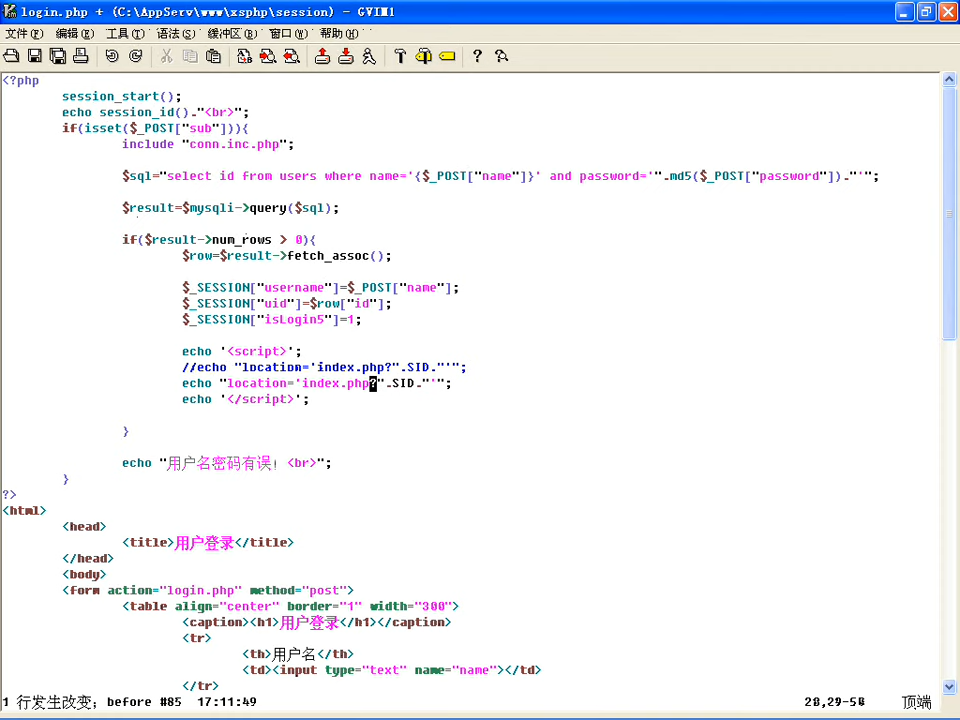 login.php + (C:\AppServ\www\xsphp\session) - GVIM1
文件(F) 编辑(E) 工具(T) 语法(S) 缓冲区(B) 窗口(W) 帮助(H)
<?php
session_start();
echo session_id()."<br>";
if(isset($_POST["sub"])){
include "conn.inc.php";
$sql="select id from users where name='{$_POST["name"]}' and password='".md5($_POST["password"])."'";
$result=$mysqli->query($sql);
if($result->num_rows > 0){
$row=$result->fetch_assoc();
$_SESSION["username"]=$_POST["name"];
$_SESSION["uid"]=$row["id"];
$_SESSION["isLogin5"]=1;
echo '<script>';
//echo "location='index.php?".SID."'";
echo "location='index.php?".SID."'";
echo '</script>';
}
echo "用户名密码有误!<br>";
}
?>
<html>
<head>
<title>用户登录</title>
</head>
<body>
<form action="login.php" method="post">
<table align="center" border="1" width="300">
<caption><h1>用户登录</h1></caption>
<tr>
<th>用户名</th>
<td><input type="text" name="name"></td>
</tr>
1 行发生改变; before #85 17:11:49 顶端